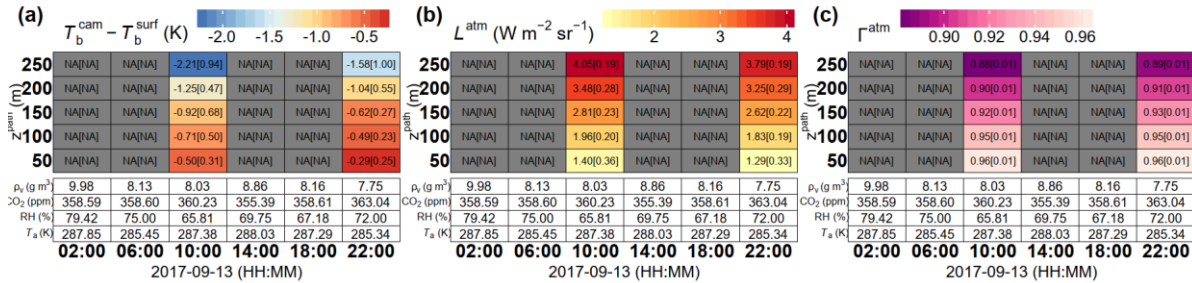 (a) T_b^cam − T_b^surf (K) -2.0 -1.5 -1.0 -0.5
250 NA[NA] NA[NA] -2.21[0.94] NA[NA] NA[NA] -1.58[1.00]
200 NA[NA] NA[NA] -1.25[0.47] NA[NA] NA[NA] -1.04[0.55]
150 NA[NA] NA[NA] -0.92[0.68] NA[NA] NA[NA] -0.62[0.27]
100 NA[NA] NA[NA] -0.71[0.50] NA[NA] NA[NA] -0.49[0.23]
50 NA[NA] NA[NA] -0.50[0.31] NA[NA] NA[NA] -0.29[0.25]
z^path (m)
ρ_v (g m³) 9.98 8.13 8.03 8.86 8.16 7.75
CO₂ (ppm) 358.59 358.60 360.23 355.39 358.61 363.04
RH (%) 79.42 75.00 65.81 69.75 67.18 72.00
T_a (K) 287.85 285.45 287.38 288.03 287.29 285.34
02:00 06:00 10:00 14:00 18:00 22:00
2017-09-13 (HH:MM)
(b) L^atm (W m⁻² sr⁻¹) 2 3 4
250 NA[NA] NA[NA] 4.05[0.19] NA[NA] NA[NA] 3.79[0.19]
200 NA[NA] NA[NA] 3.48[0.28] NA[NA] NA[NA] 3.25[0.29]
150 NA[NA] NA[NA] 2.81[0.23] NA[NA] NA[NA] 2.62[0.22]
100 NA[NA] NA[NA] 1.96[0.20] NA[NA] NA[NA] 1.83[0.19]
50 NA[NA] NA[NA] 1.40[0.36] NA[NA] NA[NA] 1.29[0.33]
z^path (m)
ρ_v (g m³) 9.98 8.13 8.03 8.86 8.16 7.75
CO₂ (ppm) 358.59 358.60 360.23 355.39 358.61 363.04
RH (%) 79.42 75.00 65.81 69.75 67.18 72.00
T_a (K) 287.85 285.45 287.38 288.03 287.29 285.34
02:00 06:00 10:00 14:00 18:00 22:00
2017-09-13 (HH:MM)
(c) Γ^atm 0.90 0.92 0.94 0.96
250 NA[NA] NA[NA] 0.88[0.01] NA[NA] NA[NA] 0.89[0.01]
200 NA[NA] NA[NA] 0.90[0.01] NA[NA] NA[NA] 0.91[0.01]
150 NA[NA] NA[NA] 0.92[0.01] NA[NA] NA[NA] 0.93[0.01]
100 NA[NA] NA[NA] 0.95[0.01] NA[NA] NA[NA] 0.95[0.01]
50 NA[NA] NA[NA] 0.96[0.01] NA[NA] NA[NA] 0.96[0.01]
z^path (m)
ρ_v (g m³) 9.98 8.13 8.03 8.86 8.16 7.75
CO₂ (ppm) 358.59 358.60 360.23 355.39 358.61 363.04
RH (%) 79.42 75.00 65.81 69.75 67.18 72.00
T_a (K) 287.85 285.45 287.38 288.03 287.29 285.34
02:00 06:00 10:00 14:00 18:00 22:00
2017-09-13 (HH:MM)